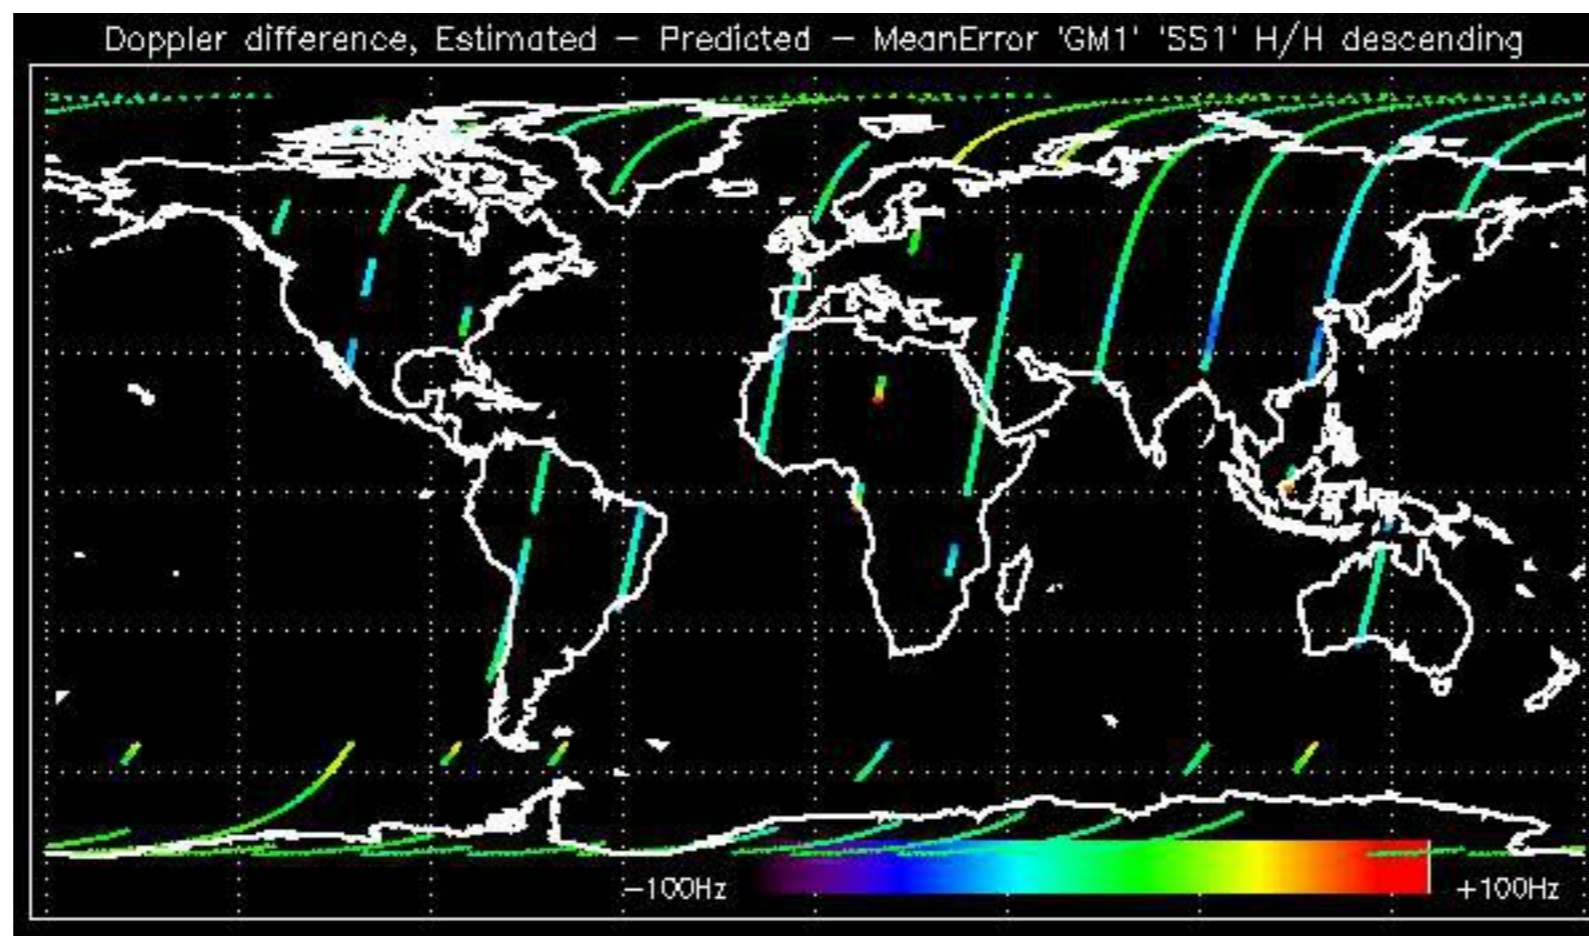 Doppler difference, Estimated − Predicted − MeanError 'GM1' 'SS1' H/H descending
−100Hz +100Hz